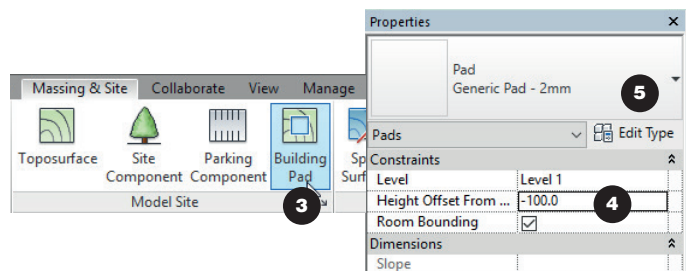 Massing & Site Collaborate View Manage
Toposurface Site Component Parking Component Building Pad Sp Surf
Model Site
3
Properties X
Pad
Generic Pad - 2mm
5
Pads Edit Type
Constraints
Level Level 1
Height Offset From ... -100.0
4
Room Bounding
Dimensions
Slope